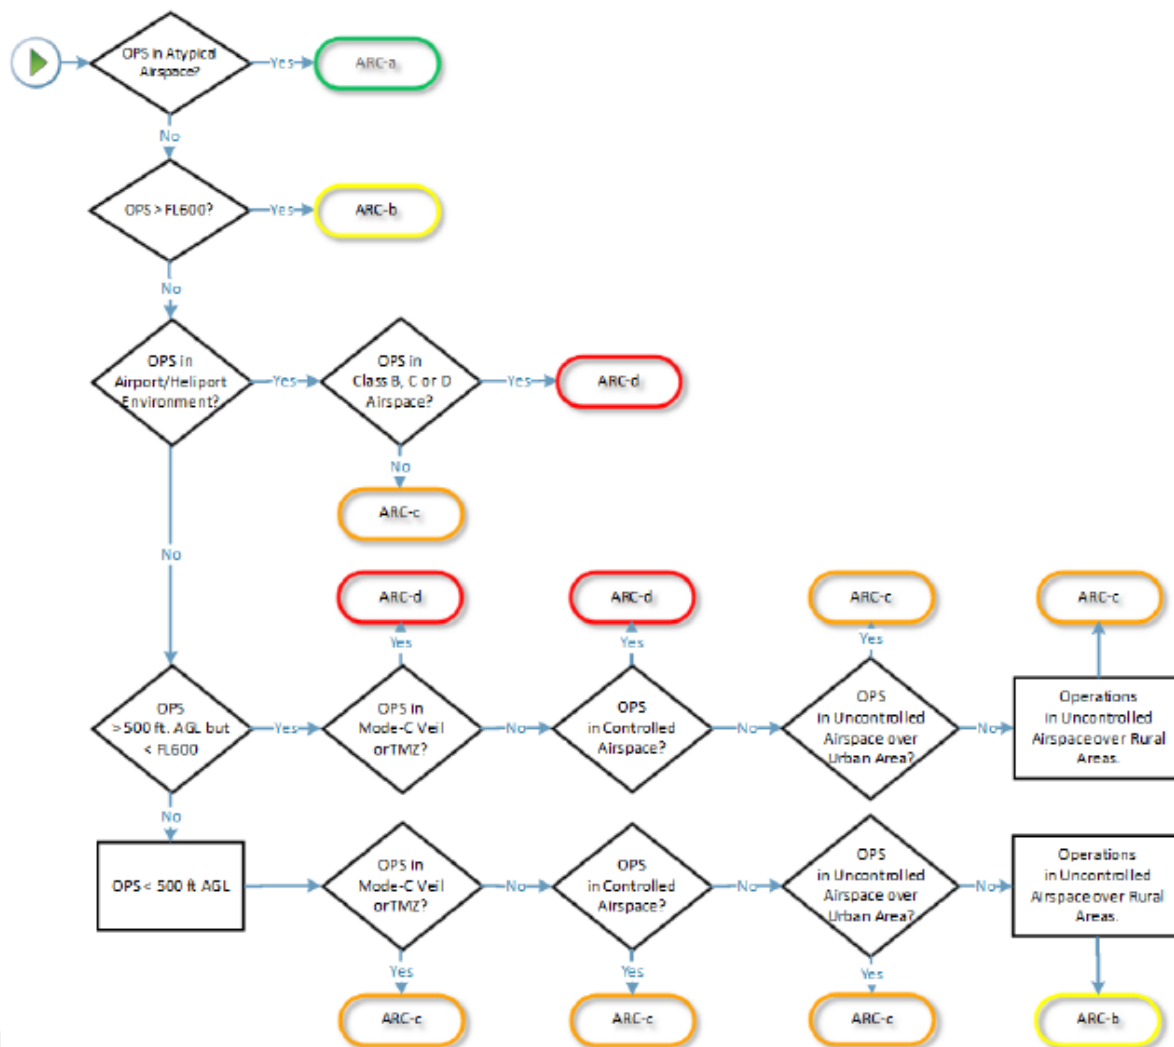 OPS in Atypical
Airspace?
Yes
ARC-a
No
OPS > FL600?
Yes
ARC-b
No
OPS in
Airport/Heliport
Environment?
Yes
OPS in
Class B, C or D
Airspace?
Yes
ARC-d
No
ARC-c
No
ARC-d
ARC-d
ARC-c
ARC-c
Yes
Yes
Yes
OPS
> 500 ft. AGL but
< FL600
Yes
OPS in
Mode-C Veil
or TMZ?
No
OPS
in Controlled
Airspace?
No
OPS
in Uncontrolled
Airspace over
Urban Area?
No
Operations
in Uncontrolled
Airspace over Rural
Areas.
No
OPS < 500 ft AGL
OPS in
Mode-C Veil
or TMZ?
No
OPS
in Controlled
Airspace?
No
OPS
in Uncontrolled
Airspace over
Urban Area?
No
Operations
in Uncontrolled
Airspace over Rural
Areas.
Yes
Yes
Yes
ARC-c
ARC-c
ARC-c
ARC-b